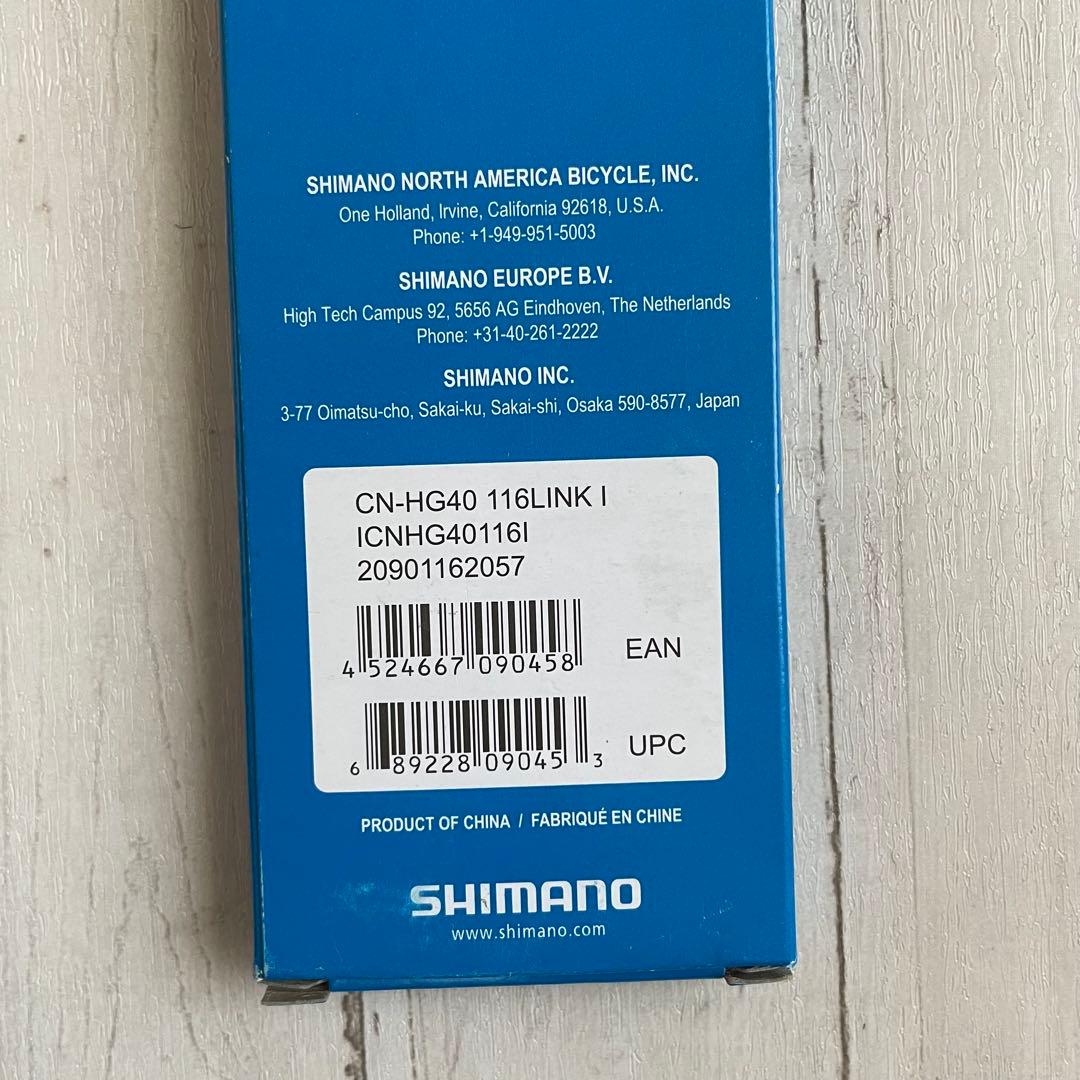 SHIMANO NORTH AMERICA BICYCLE, INC.
One Holland, Irvine, California 92618, U.S.A.
Phone: +1-949-951-5003
SHIMANO EUROPE B.V.
High Tech Campus 92, 5656 AG Eindhoven, The Netherlands
Phone: +31-40-261-2222
SHIMANO INC.
3-77 Oimatsu-cho, Sakai-ku, Sakai-shi, Osaka 590-8577, Japan
CN-HG40 116LINK I
ICNHG40116I
20901162057
4 524667 090458 EAN
6 89228 09045 3 UPC
PRODUCT OF CHINA / FABRIQUÉ EN CHINE
SHIMANO
www.shimano.com